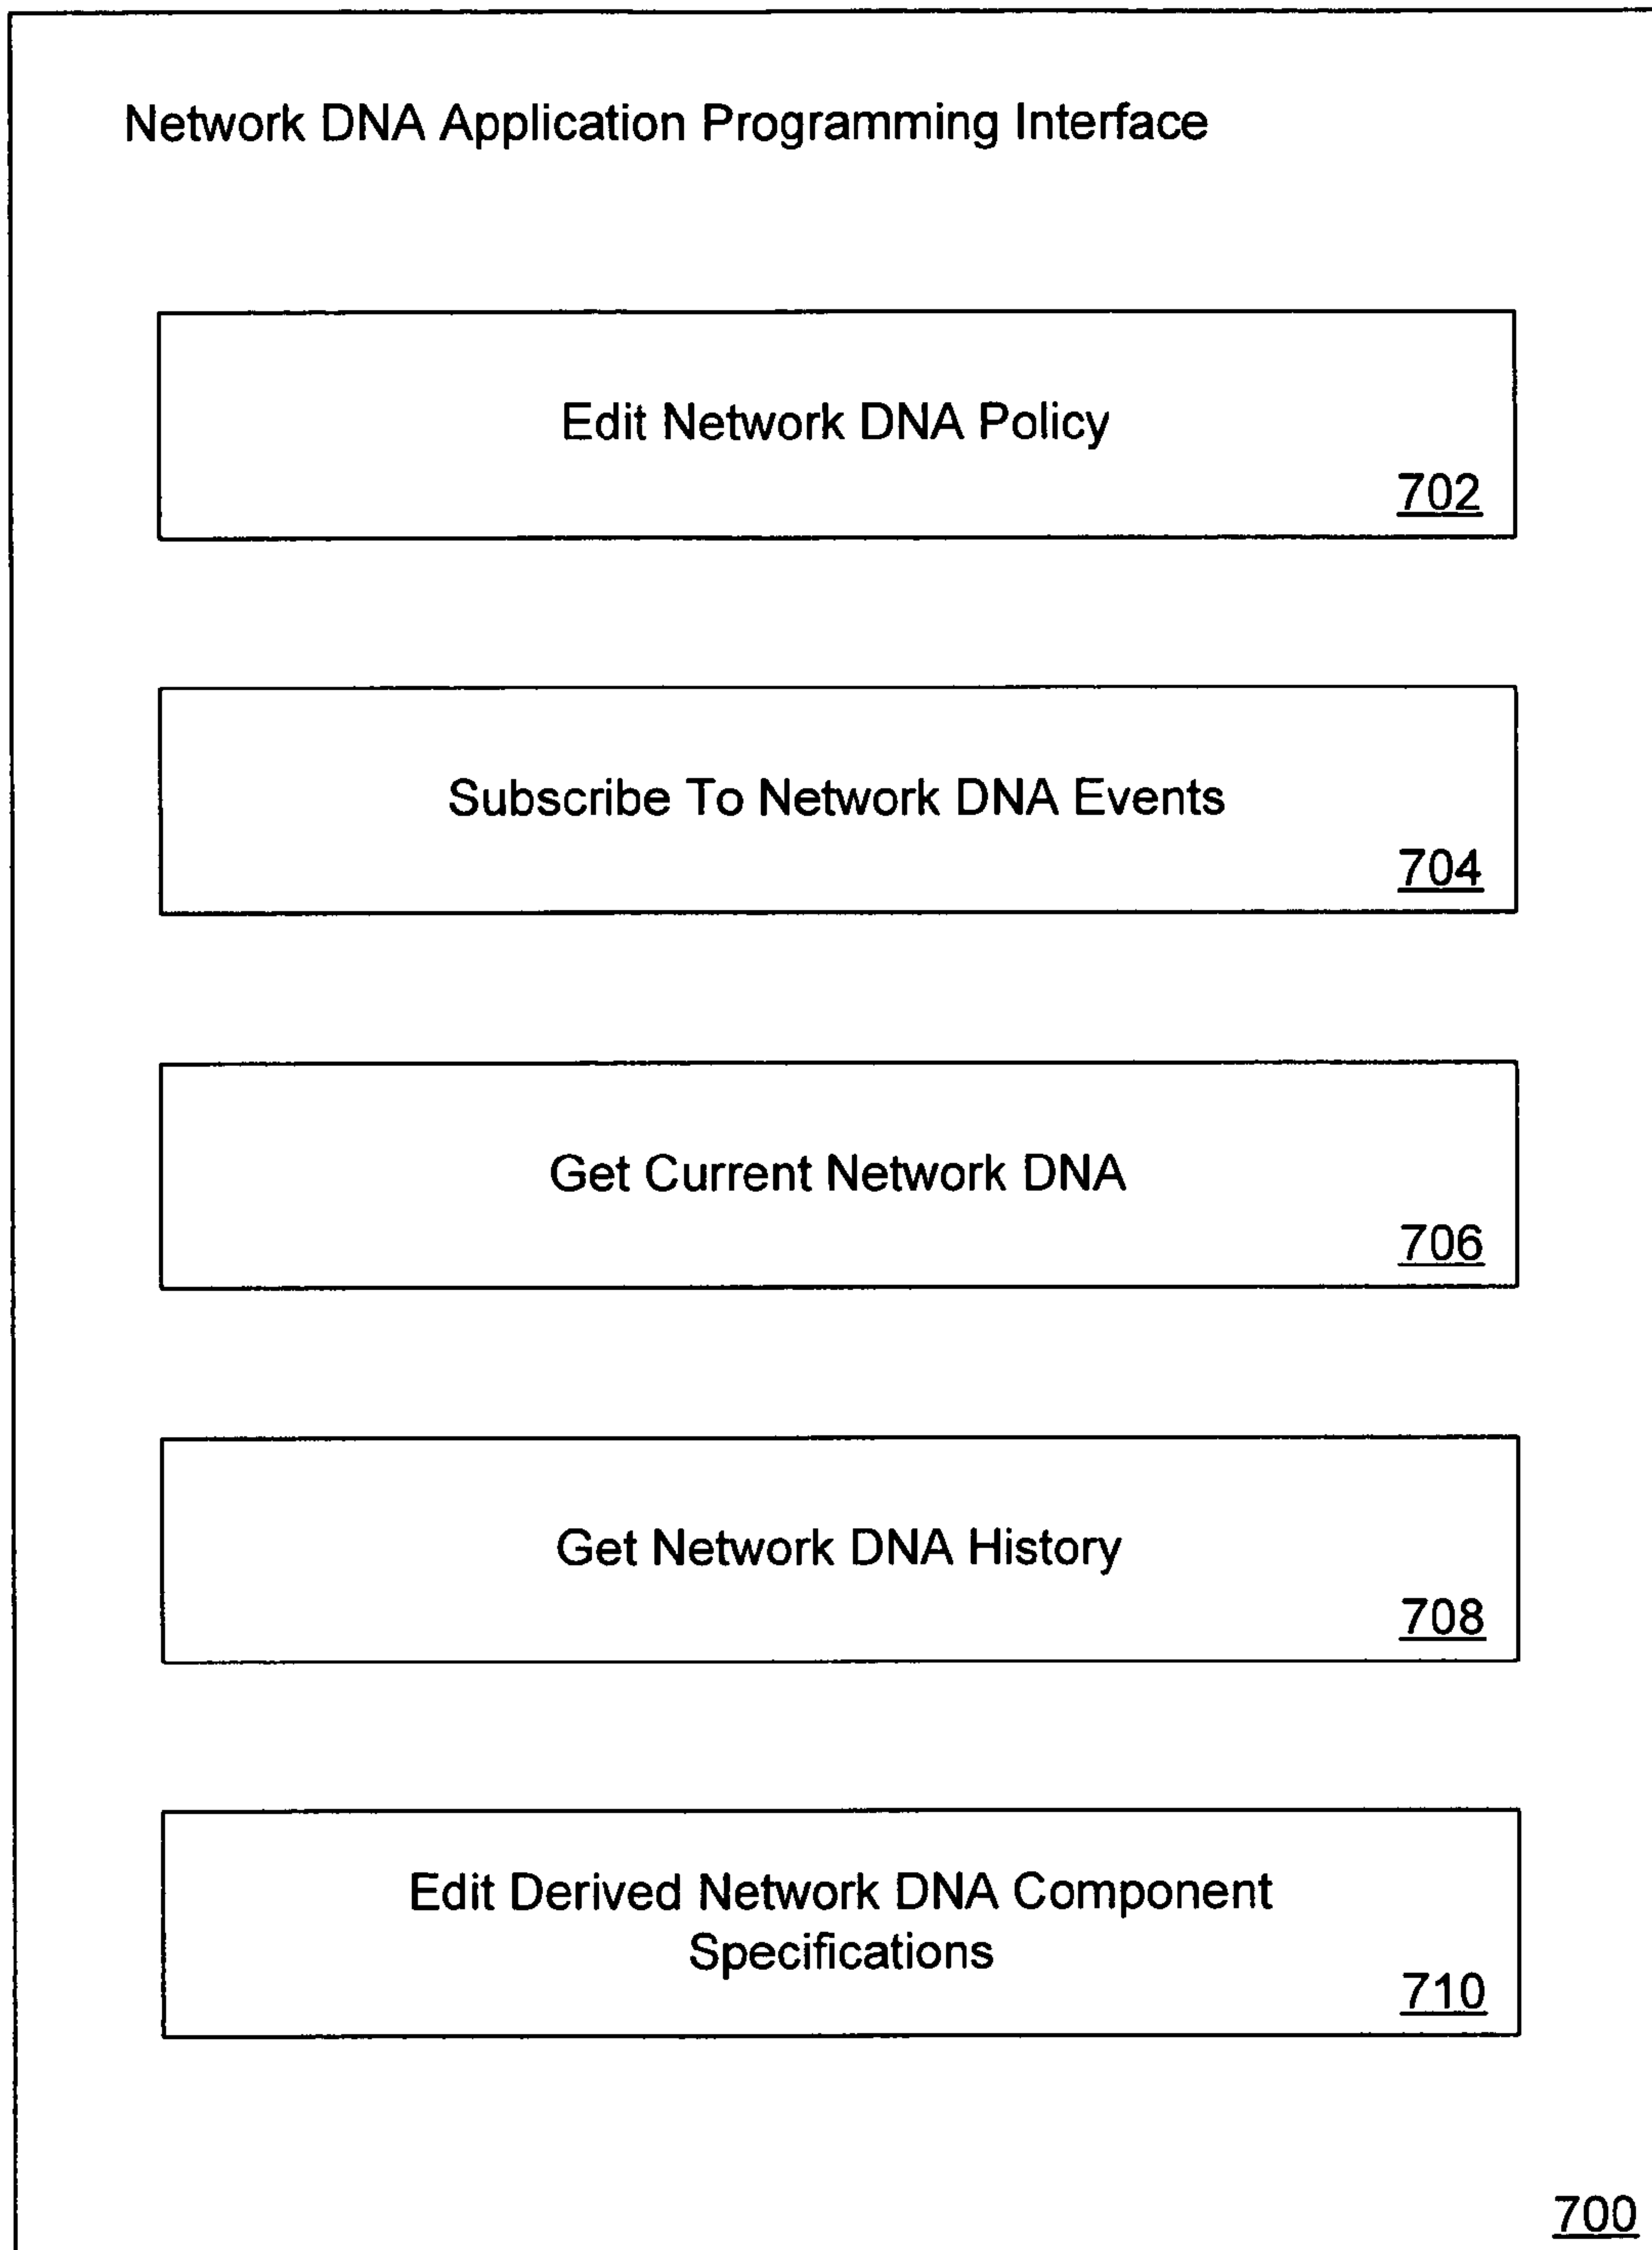 Network DNA Application Programming Interface
Edit Network DNA Policy
702
Subscribe To Network DNA Events
704
Get Current Network DNA
706
Get Network DNA History
708
Edit Derived Network DNA Component
Specifications
710
700